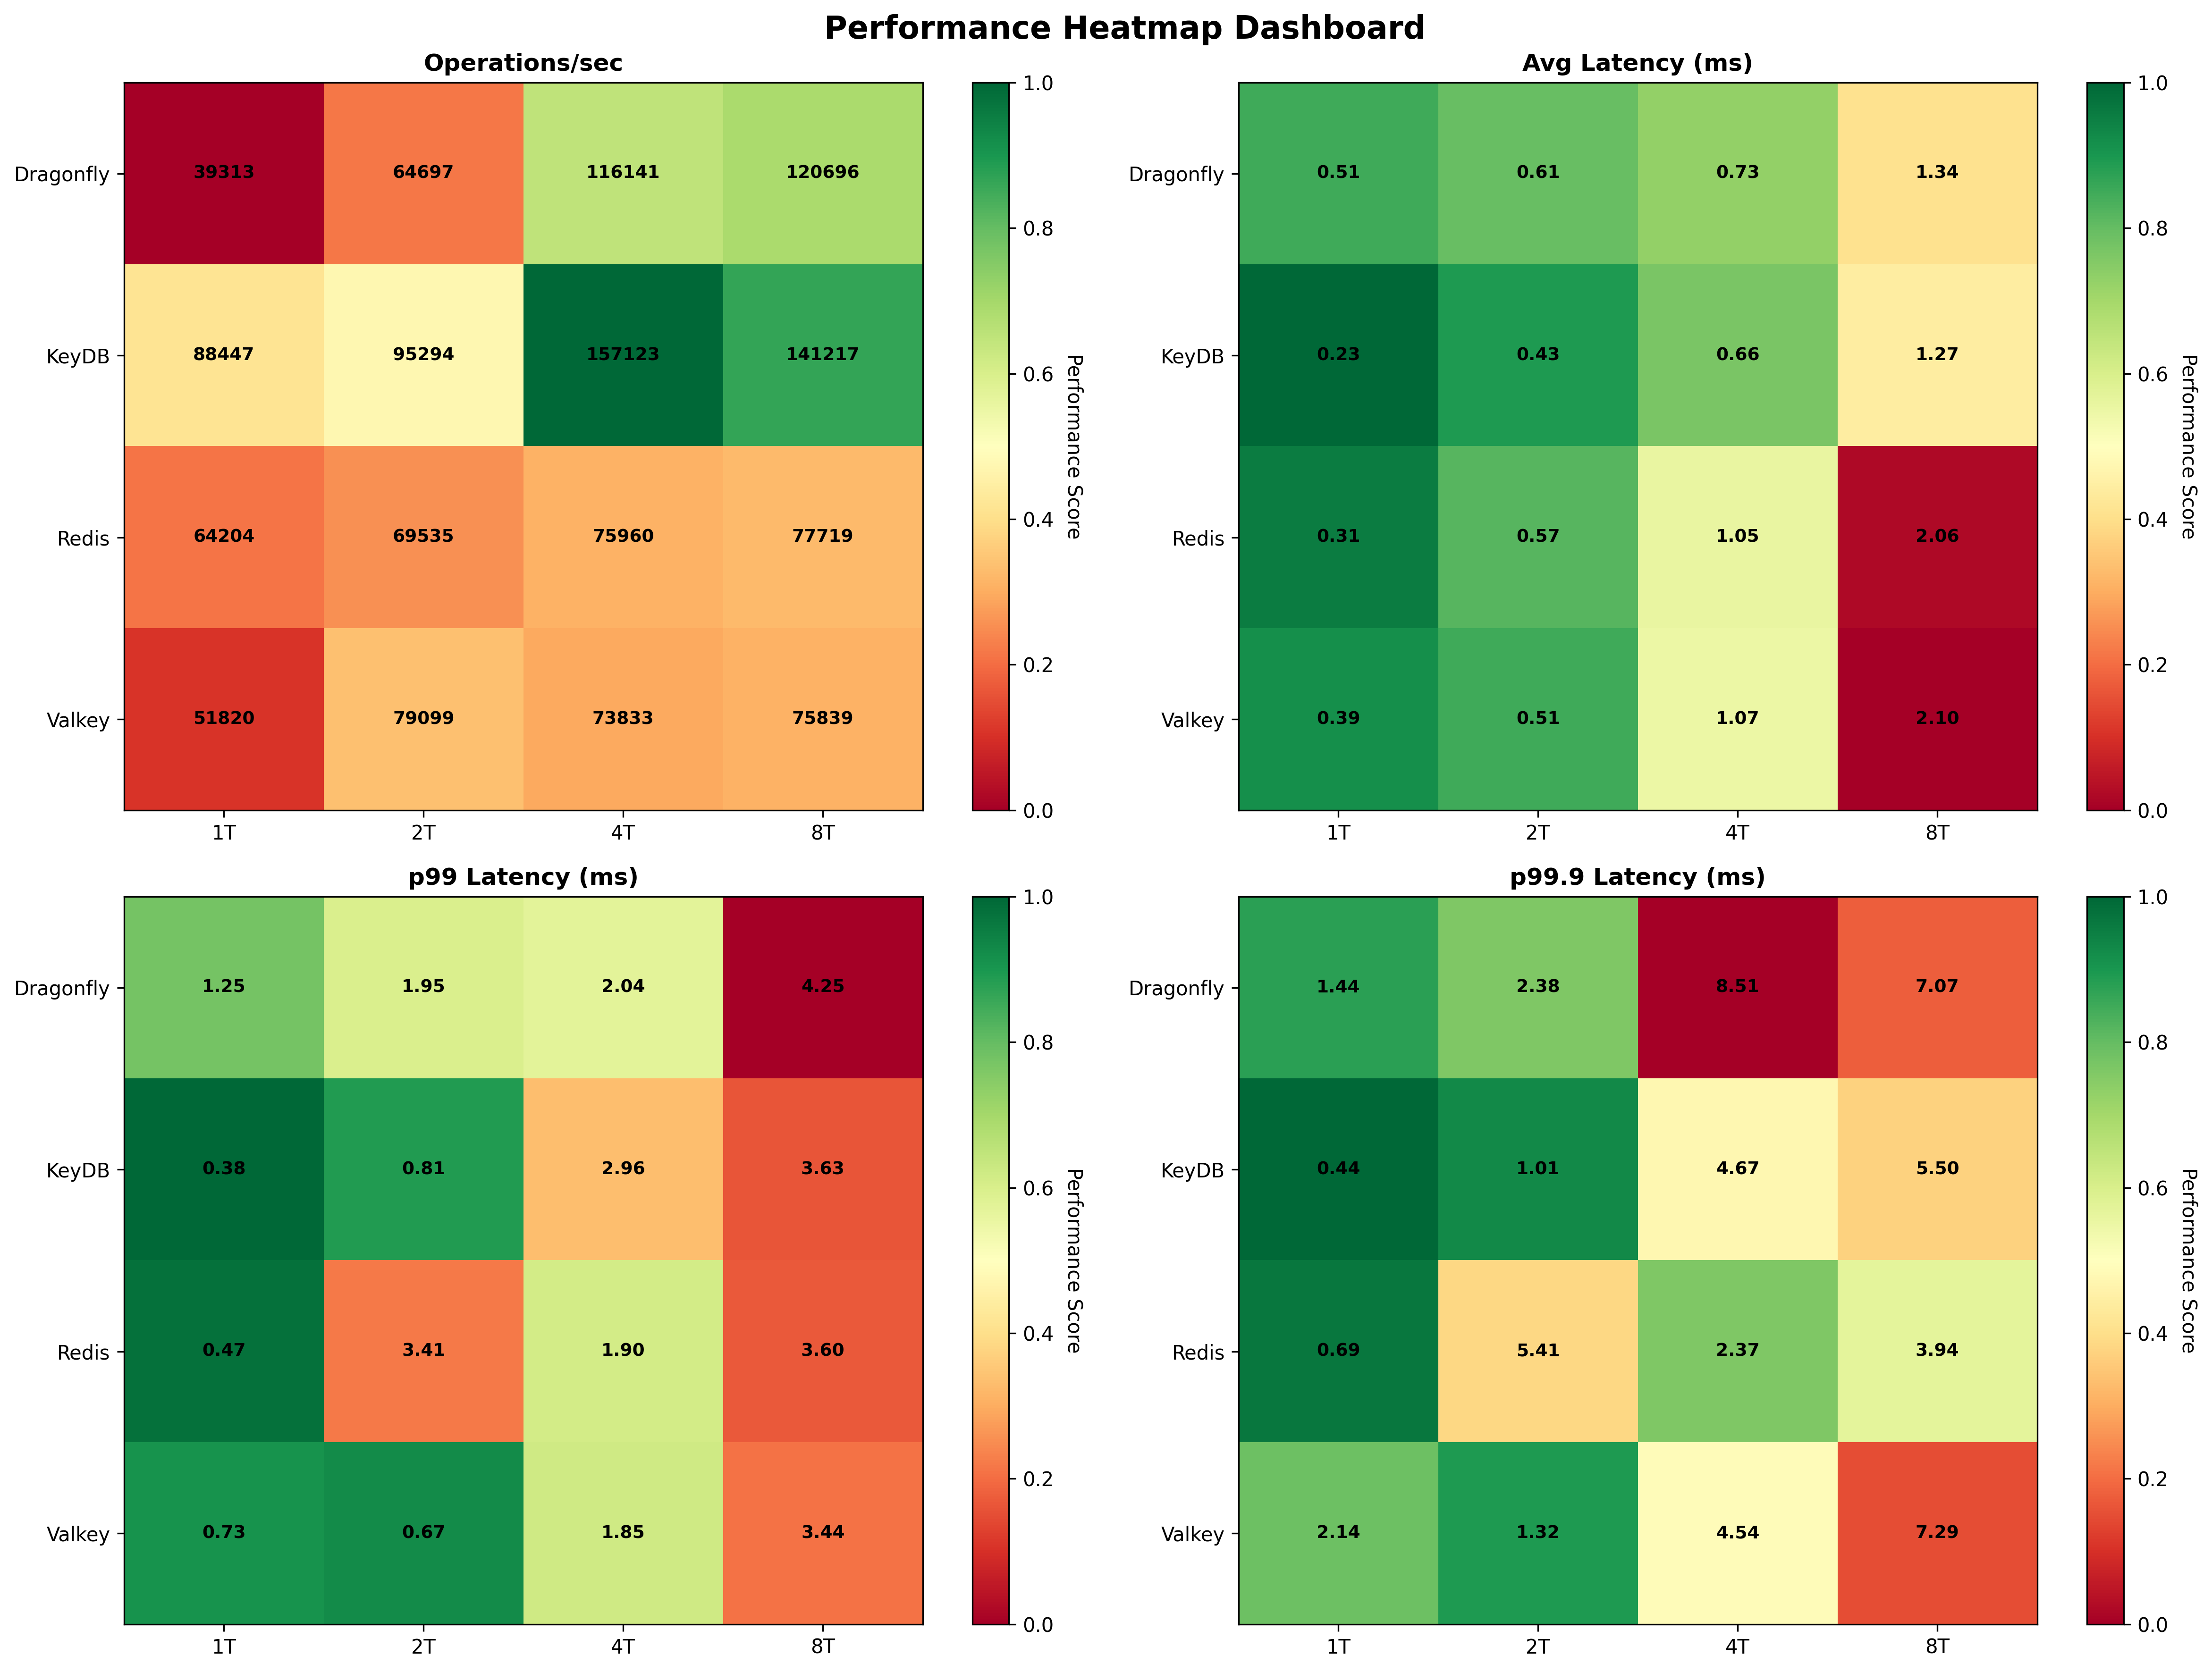 Performance Heatmap Dashboard
Operations/sec
Dragonfly 39313 64697 116141 120696
KeyDB 88447 95294 157123 141217
Redis 64204 69535 75960 77719
Valkey 51820 79099 73833 75839
1T 2T 4T 8T
1.0
0.8
0.6
0.4
0.2
0.0
Performance Score
Avg Latency (ms)
Dragonfly 0.51 0.61 0.73 1.34
KeyDB 0.23 0.43 0.66 1.27
Redis 0.31 0.57 1.05 2.06
Valkey 0.39 0.51 1.07 2.10
1T 2T 4T 8T
1.0
0.8
0.6
0.4
0.2
0.0
Performance Score
p99 Latency (ms)
Dragonfly 1.25 1.95 2.04 4.25
KeyDB 0.38 0.81 2.96 3.63
Redis 0.47 3.41 1.90 3.60
Valkey 0.73 0.67 1.85 3.44
1T 2T 4T 8T
1.0
0.8
0.6
0.4
0.2
0.0
Performance Score
p99.9 Latency (ms)
Dragonfly 1.44 2.38 8.51 7.07
KeyDB 0.44 1.01 4.67 5.50
Redis 0.69 5.41 2.37 3.94
Valkey 2.14 1.32 4.54 7.29
1T 2T 4T 8T
1.0
0.8
0.6
0.4
0.2
0.0
Performance Score